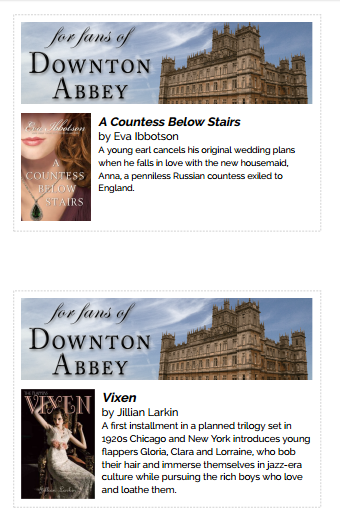 for fans of
DOWNTON
ABBEY
Eva Ibbotson
A
COUNTESS
BELOW
STAIRS
A Countess Below Stairs
by Eva Ibbotson
A young earl cancels his original wedding plans
when he falls in love with the new housemaid,
Anna, a penniless Russian countess exiled to
England.
for fans of
DOWNTON
ABBEY
VIXEN
Jillian Larkin
Vixen
by Jillian Larkin
A first installment in a planned trilogy set in
1920s Chicago and New York introduces young
flappers Gloria, Clara and Lorraine, who bob
their hair and immerse themselves in jazz-era
culture while pursuing the rich boys who love
and loathe them.